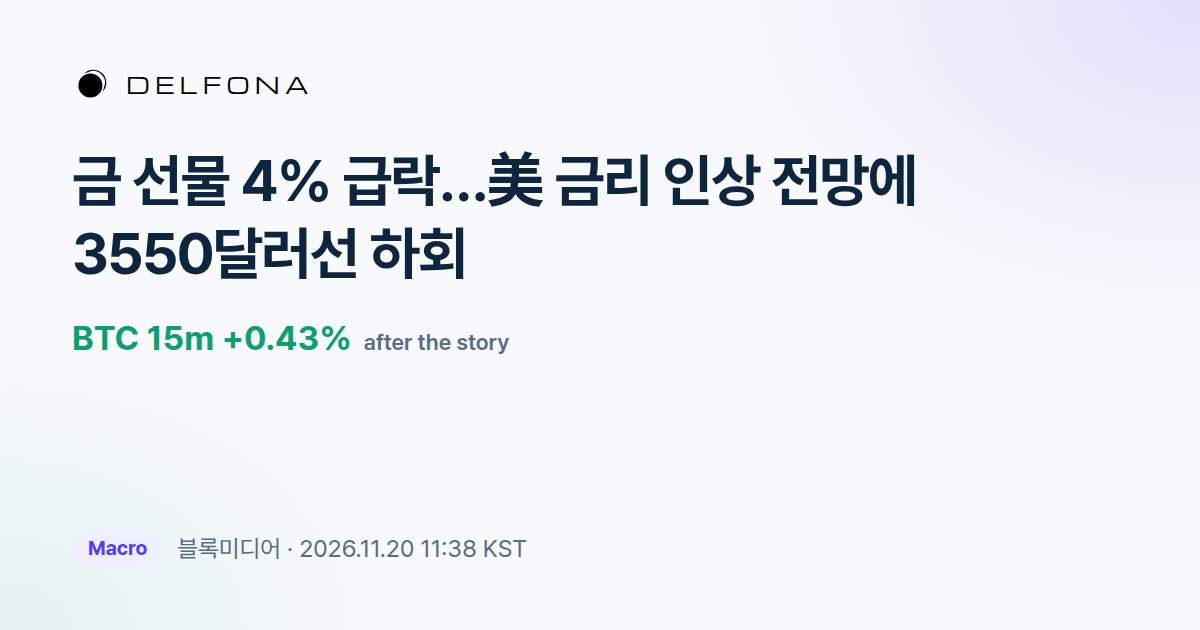 DELFONA
금 선물 4% 급락...美 금리 인상 전망에
3550달러선 하회
BTC 15m +0.43% after the story
Macro 블록미디어 · 2026.11.20 11:38 KST